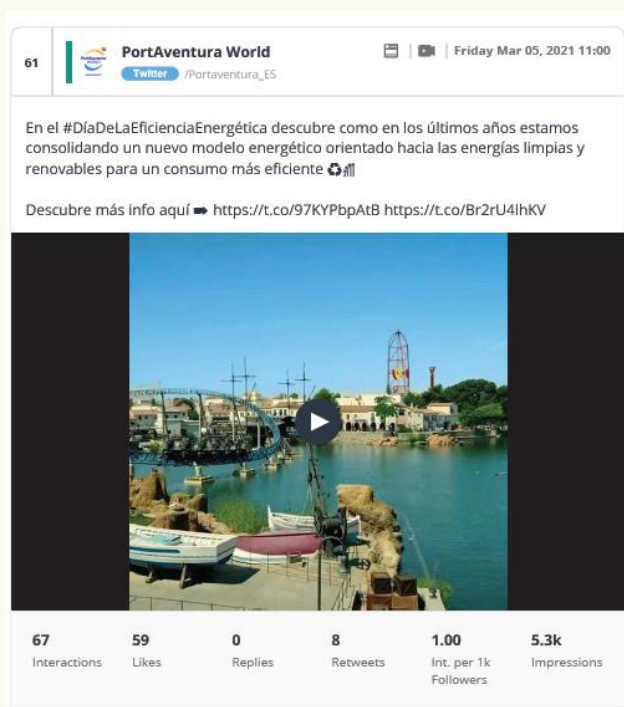 61
PortAventura World
Friday Mar 05, 2021 11:00
Twitter /Portaventura_ES
En el #DíaDeLaEficienciaEnergética descubre como en los últimos años estamos
consolidando un nuevo modelo energético orientado hacia las energías limpias y
renovables para un consumo más eficiente ♻
Descubre más info aquí ➡ https://t.co/97KYPbpAtB https://t.co/Br2rU4lhKV
67 59 0 8 1.00 5.3k
Interactions Likes Replies Retweets Int. per 1k Impressions
Followers